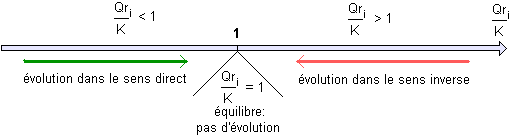 Qr_i/K < 1
Qr_i/K > 1
Qr_i/K
1
évolution dans le sens direct
Qr_i/K = 1
évolution dans le sens inverse
équilibre:
pas d'évolution